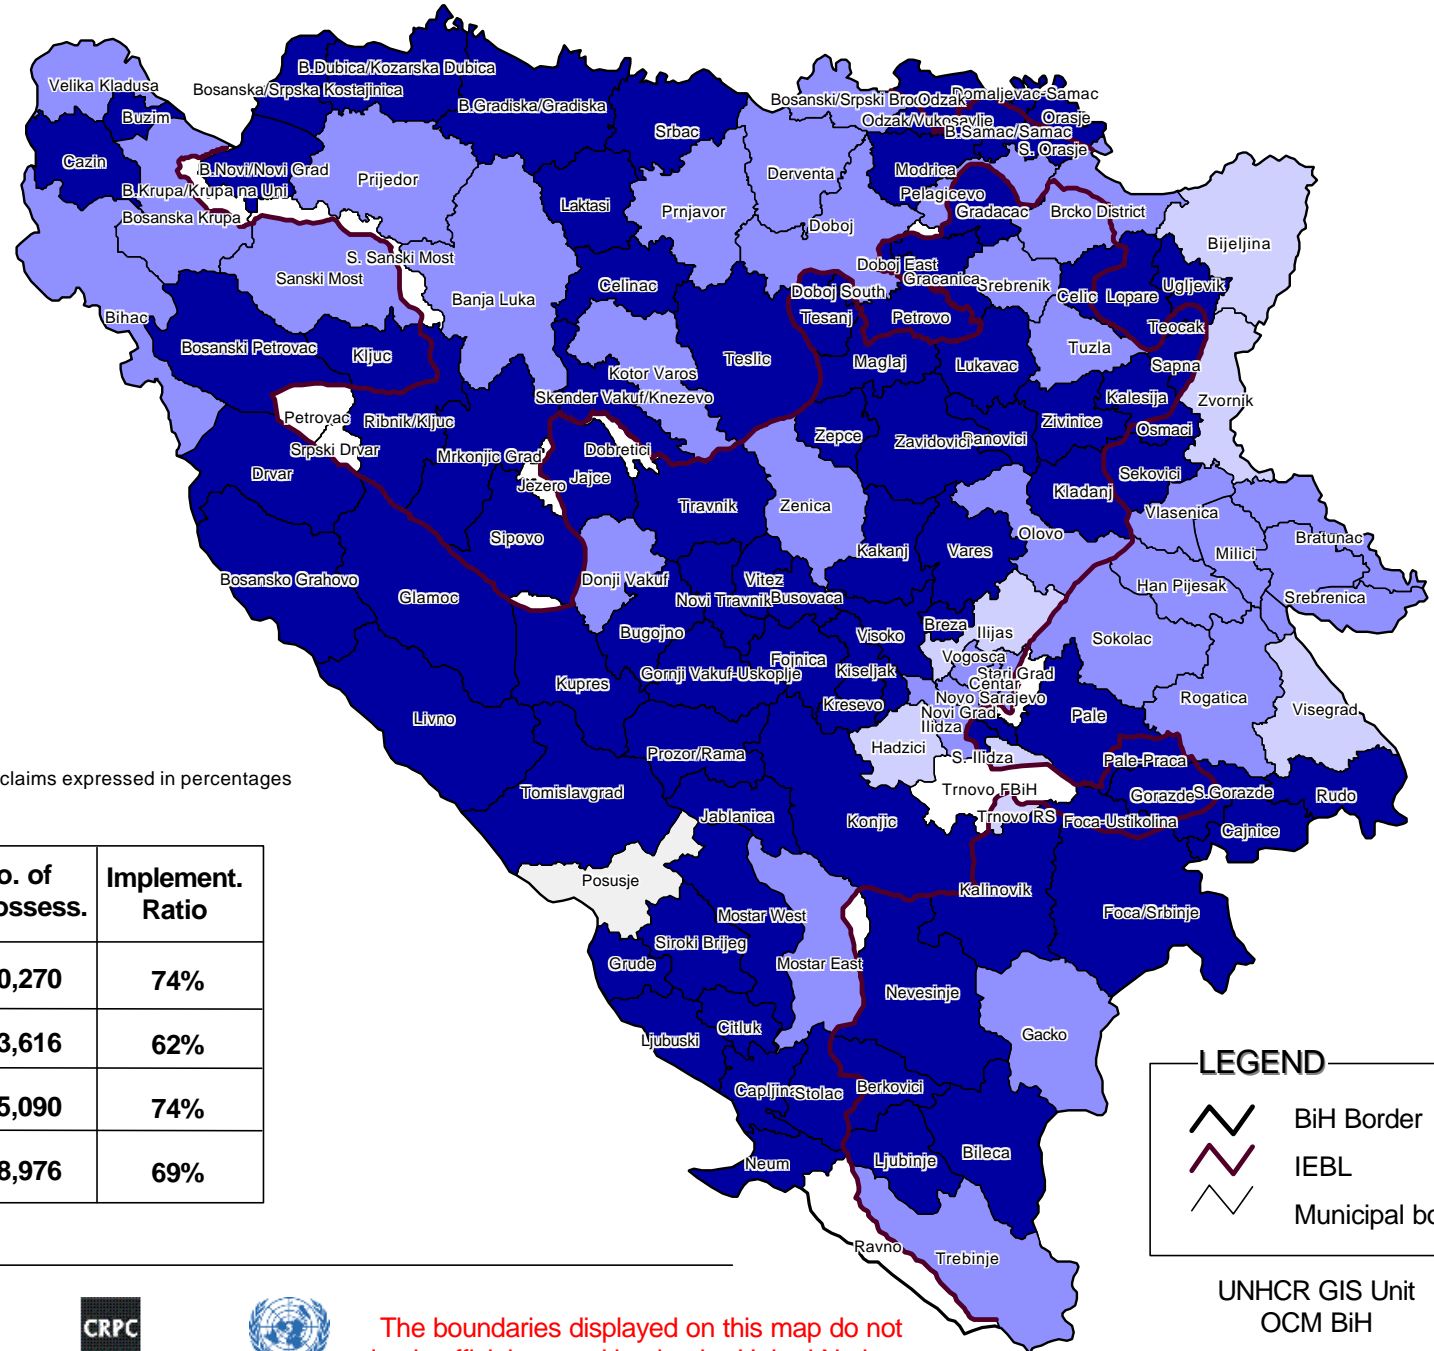 B.Dubica/Kozarska Dubica
Velika Kladusa
Bosanska/Srpska Kostajinica
B.Gradiska/Gradiska
Bosanski/Srpski Brod
Odzak
Domaljevac-Samac
Buzim
Srbac
Odzak/Vukosavlje
Orasje
B.Samac/Samac
S. Orasje
Cazin
B.Novi/Novi Grad
Prijedor
Derventa
Modrica
B.Krupa/Krupa na Uni
Pelagicevo
Laktasi
Prnjavor
Gradacac
Brcko District
Bosanska Krupa
Doboj
Bijeljina
S. Sanski Most
Sanski Most
Doboj East
Gracanica
Celinac
Srebrenik
Ugljevik
Banja Luka
Doboj South
Celic
Lopare
Bihac
Tesanj
Petrovo
Teocak
Bosanski Petrovac
Kljuc
Teslic
Maglaj
Lukavac
Tuzla
Sapna
Kotor Varos
Skender Vakuf/Knezevo
Kalesija
Zvornik
Petrovac
Ribnik/Kljuc
Zivinice
Osmaci
Zepce
Zavidovici
Banovici
Srpski Drvar
Dobretici
Mrkonjic Grad
Drvar
Jezero
Jajce
Sekovici
Kladanj
Travnik
Zenica
Vlasenica
Olovo
Sipovo
Kakanj
Vares
Milici
Bratunac
Bosansko Grahovo
Donji Vakuf
Vitez
Han Pijesak
Glamoc
Novi Travnik
Busovaca
Srebrenica
Bugojno
Visoko
Breza
Ilijas
Sokolac
Vogosca
Fojnica
Kiseljak
Gornji Vakuf-Uskoplje
Stari Grad
Centar
Kupres
Novo Sarajevo
Rogatica
Kresevo
Novi Grad
Visegrad
Livno
Ilidza
Pale
Hadzici
Prozor/Rama
S. Ilidza
Pale-Praca
claims expressed in percentages
Tomislavgrad
Trnovo FBiH
Gorazde
S.Gorazde
Rudo
Jablanica
Konjic
Trnovo RS
Foca-Ustikolina
Cajnice
Posusje
Kalinovik
Mostar West
Foca/Srbinje
Siroki Brijeg
Grude
Mostar East
Nevesinje
Citluk
Gacko
Ljubuski
Capljina
Stolac
Berkovici
Neum
Ljubinje
Bileca
Ravno
Trebinje
Implement.
Ratio
0,270 74%
3,616 62%
5,090 74%
8,976 69%
LEGEND
BiH Border
IEBL
Municipal bo
UNHCR GIS Unit
OCM BiH
CRPC
The boundaries displayed on this map do not